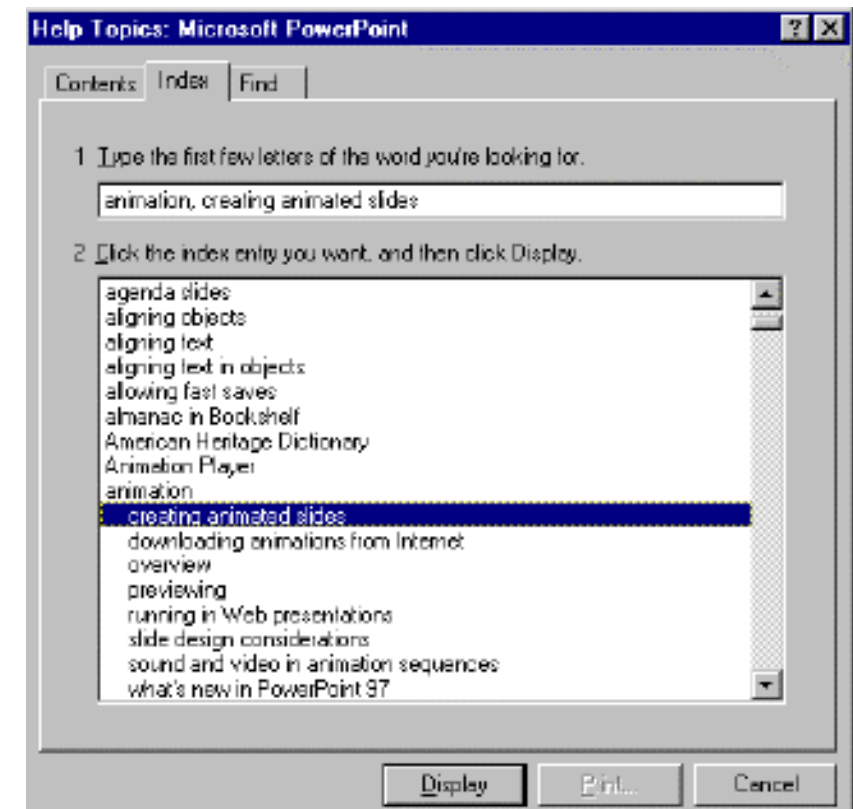 Help Topics: Microsoft PowerPoint
Contents Index Find
1 Type the first few letters of the word you're looking for.
animation, creating animated slides
2 Click the index entry you want, and then click Display.
agenda slides
aligning objects
aligning text
aligning text in objects
allowing fast saves
almanac in Bookshelf
American Heritage Dictionary
Animation Player
animation
creating animated slides
downloading animations from Internet
overview
previewing
running in Web presentations
slide design considerations
sound and video in animation sequences
what's new in PowerPoint 97
Display Print... Cancel